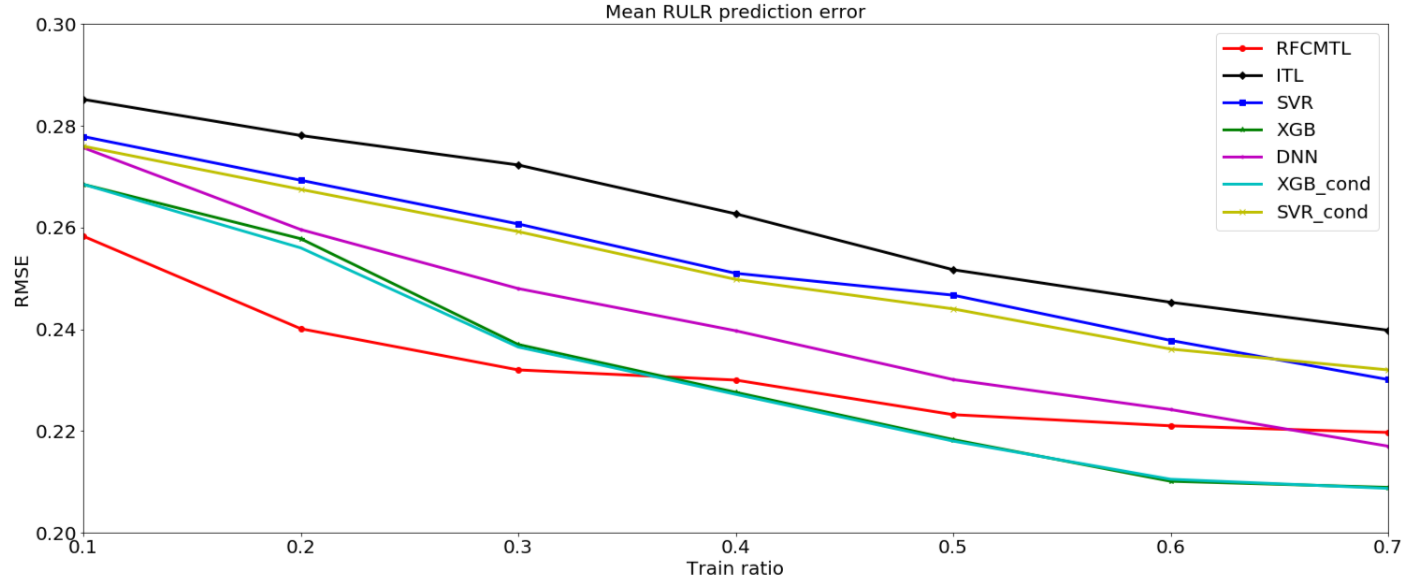 Mean RULR prediction error
0.30
0.28
0.26
0.24
0.22
0.20
RMSE
0.1
0.2
0.3
0.4
0.5
0.6
0.7
Train ratio
RFCMTL
ITL
SVR
XGB
DNN
XGB_cond
SVR_cond